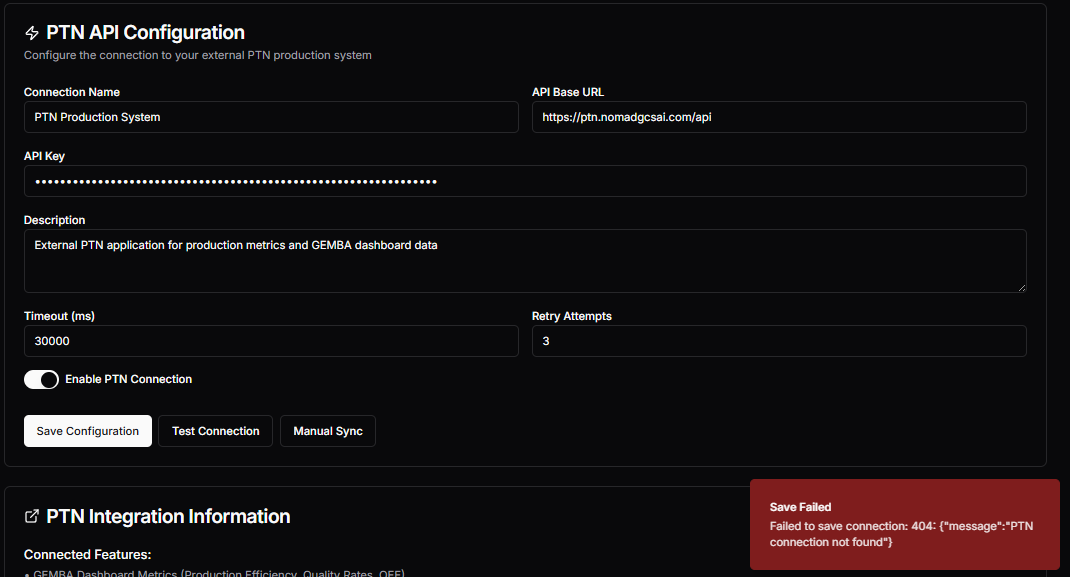 PTN API Configuration
Configure the connection to your external PTN production system
Connection Name
API Base URL
PTN Production System
https://ptn.nomadgcsai.com/api
API Key
Description
External PTN application for production metrics and GEMBA dashboard data
Timeout (ms)
Retry Attempts
30000
3
Enable PTN Connection
Save Configuration
Test Connection
Manual Sync
PTN Integration Information
Connected Features:
• GEMBA Dashboard Metrics (Production Efficiency, Quality Rates, OEE)
Save Failed
Failed to save connection: 404: {"message":"PTN
connection not found"}